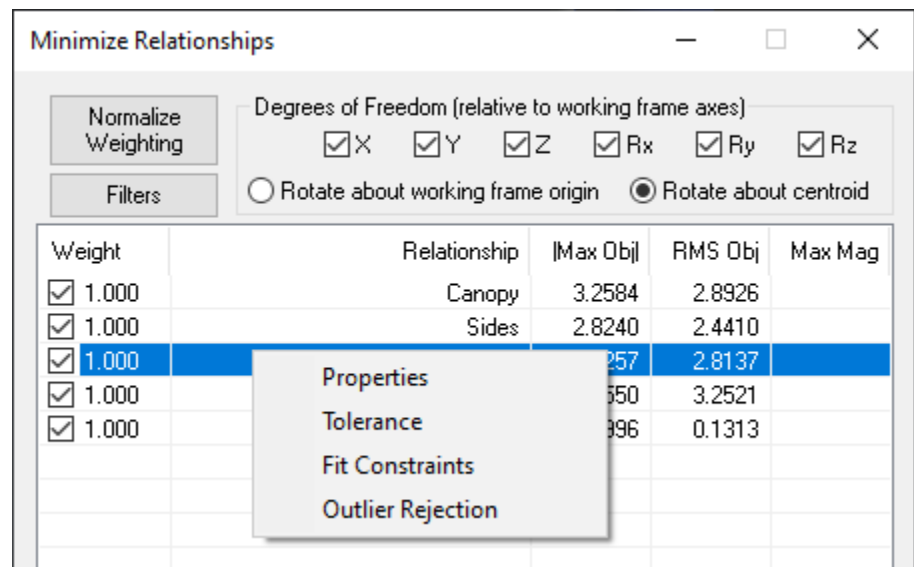 Minimize Relationships
Normalize Weighting
Degrees of Freedom (relative to working frame axes)
X Y Z Rx Ry Rz
Filters
Rotate about working frame origin Rotate about centroid
Weight Relationship |Max Obj| RMS Obj Max Mag
1.000 Canopy 3.2584 2.8926
1.000 Sides 2.8240 2.4410
1.000 257 2.8137
Properties
1.000 550 3.2521
Tolerance
1.000 996 0.1313
Fit Constraints
Outlier Rejection